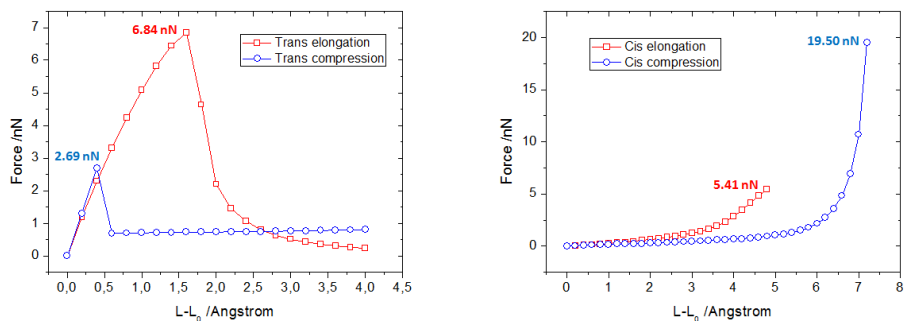 6.84 nN
Trans elongation
Trans compression
2.69 nN
7
6
5
4
3
2
1
0
Force /nN
0,0 0,5 1,0 1,5 2,0 2,5 3,0 3,5 4,0 4,5
L-L0 /Angstrom
19.50 nN
Cis elongation
Cis compression
5.41 nN
20
15
10
5
0
Force /nN
0 1 2 3 4 5 6 7 8
L-L0 /Angstrom